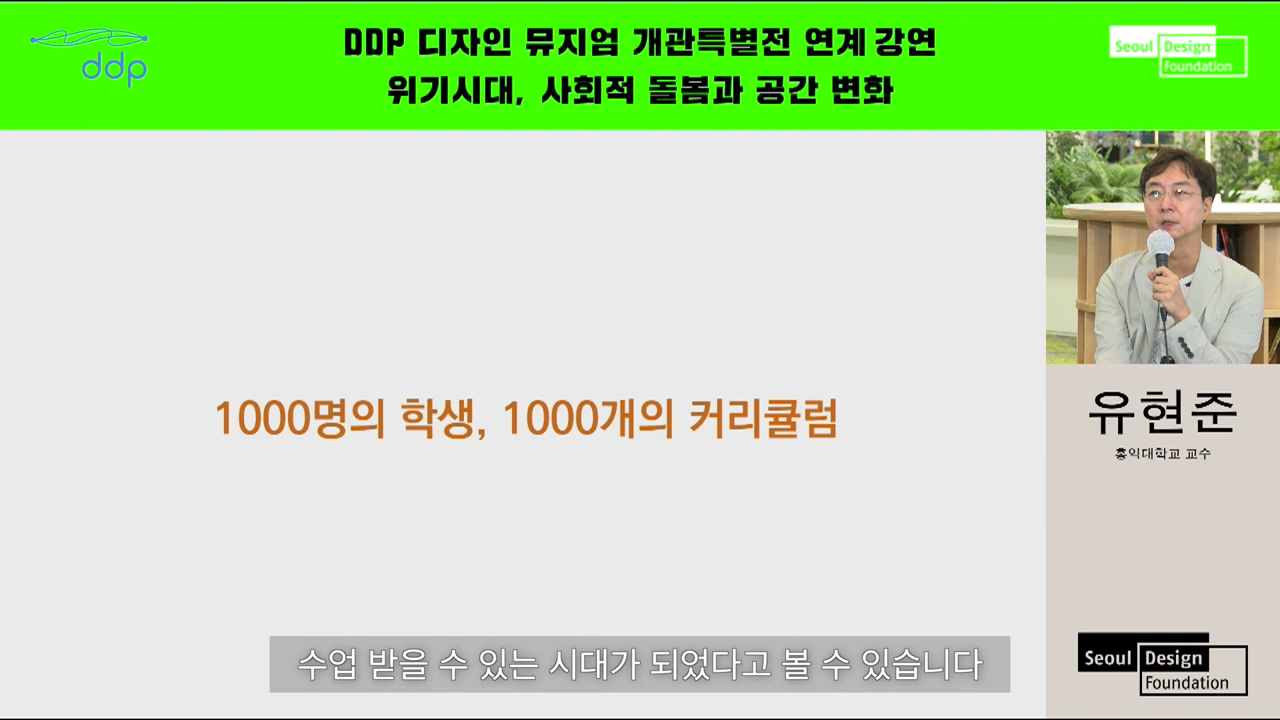 ddp
DDP 디자인 뮤지엄 개관특별전 연계 강연
위기시대, 사회적 돌봄과 공간 변화
Seoul Design
Foundation
1000명의 학생, 1000개의 커리큘럼
유현준
홍익대학교 교수
수업 받을 수 있는 시대가 되었다고 볼 수 있습니다
Seoul Design
Foundation